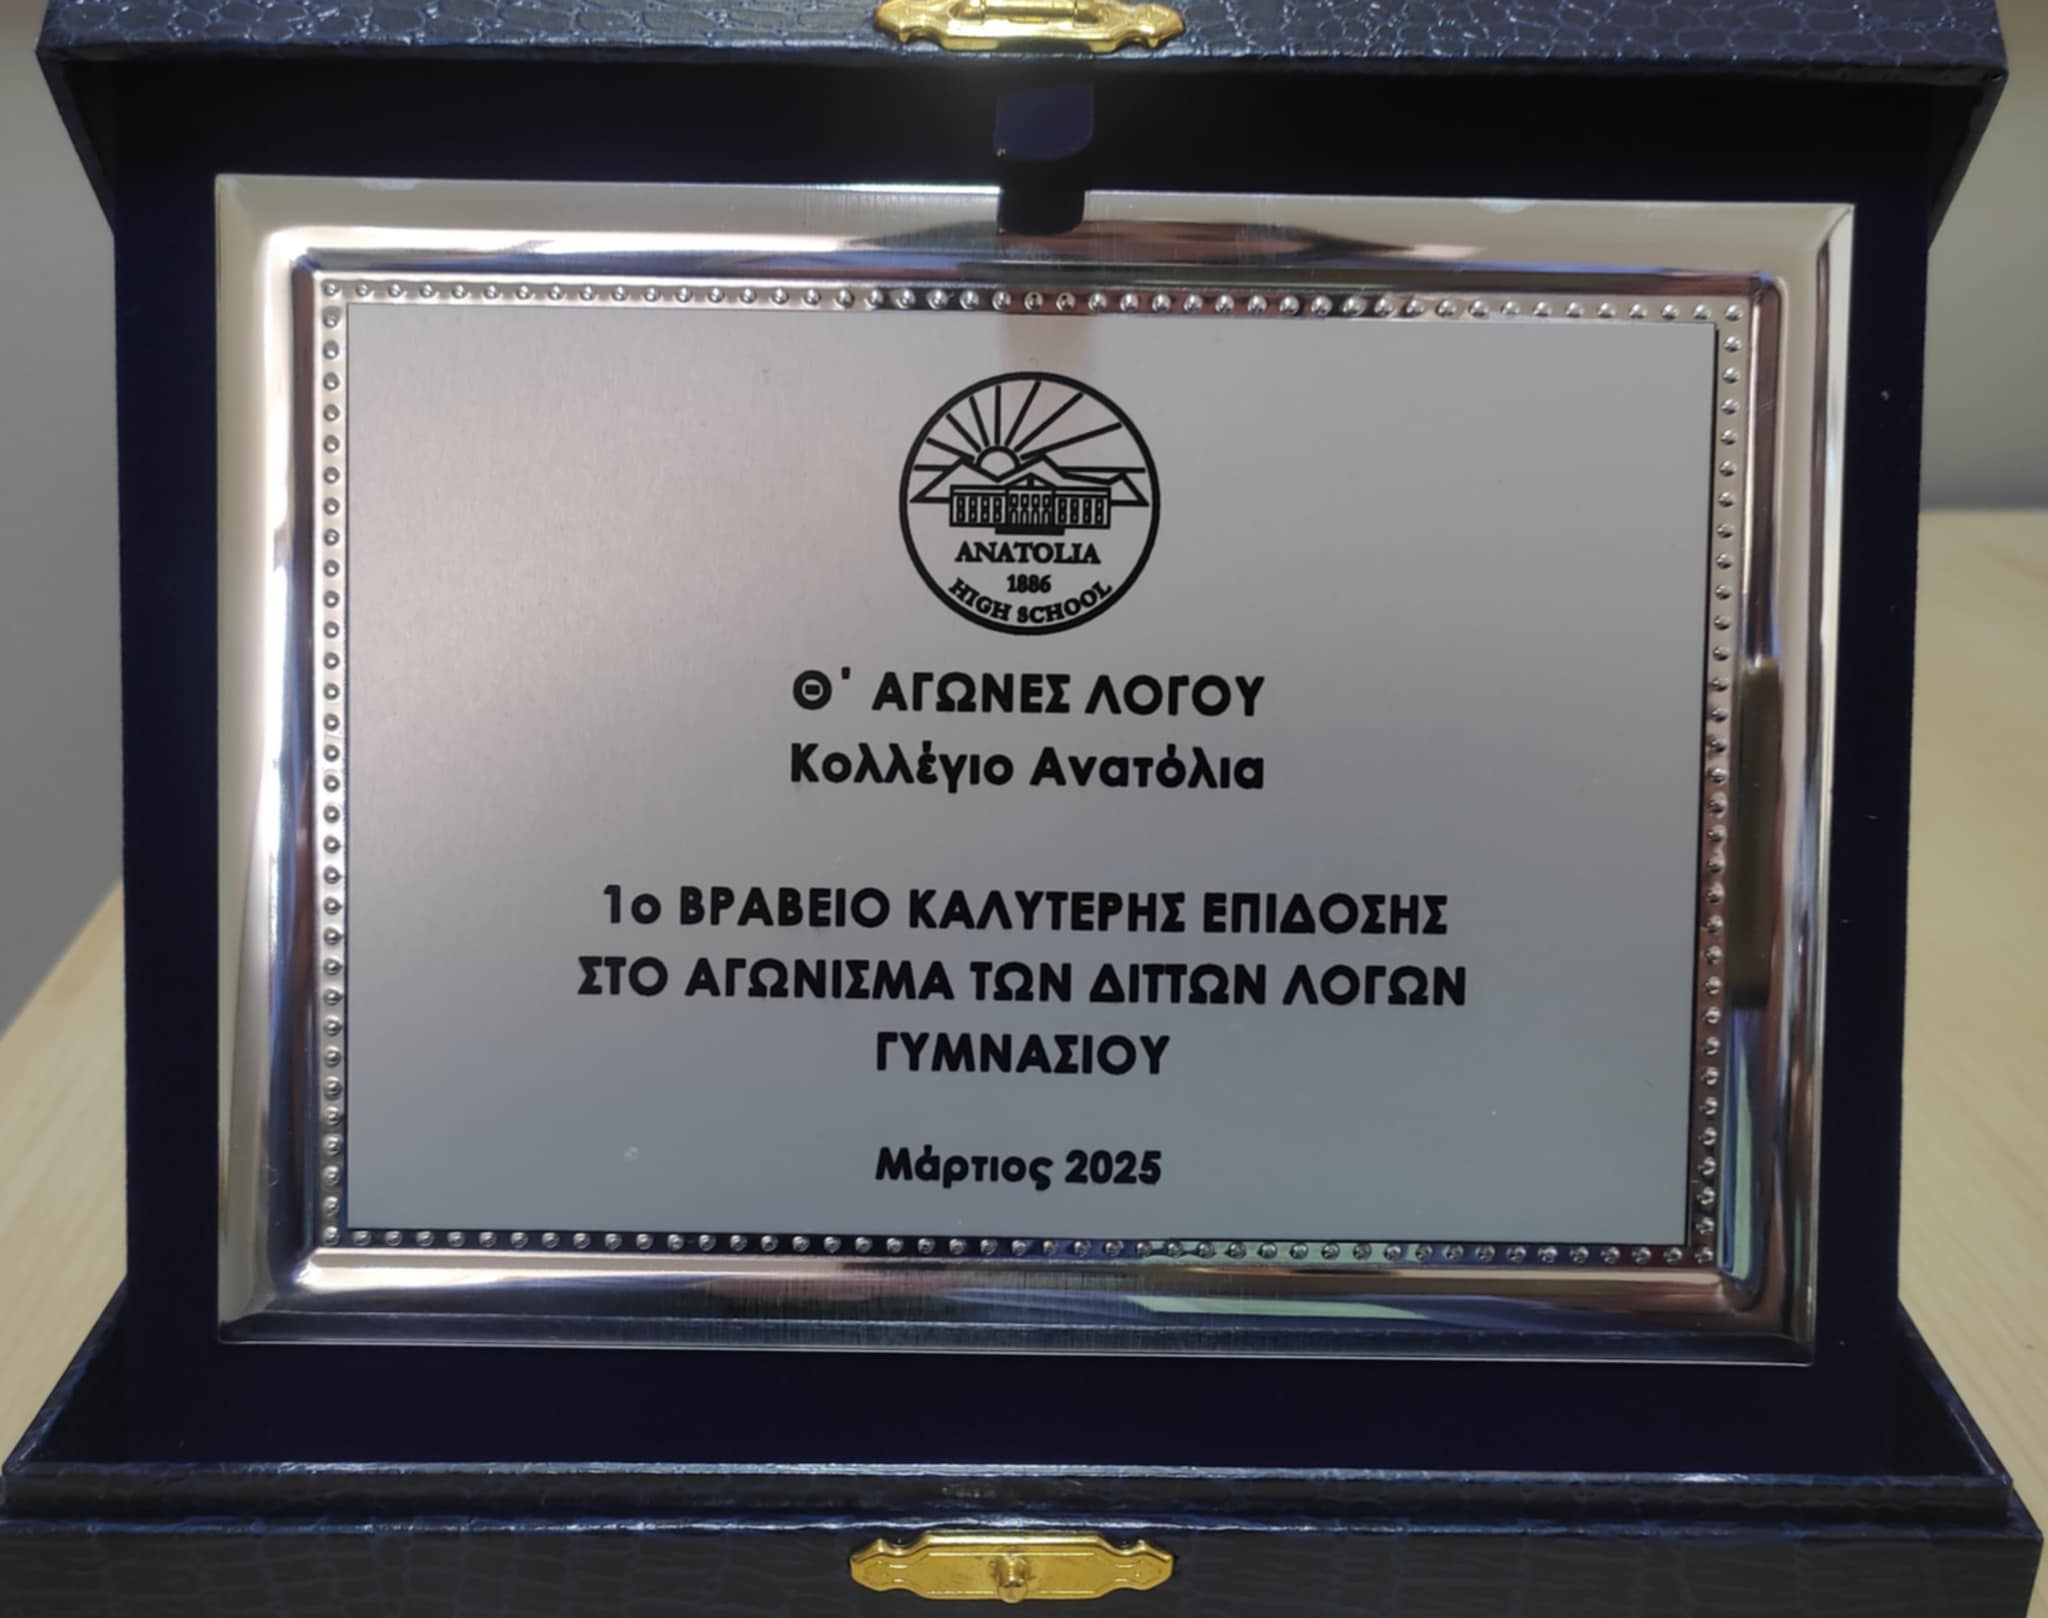 ANATOLIA
1886
HIGH SCHOOL
Θ΄ ΑΓΩΝΕΣ ΛΟΓΟΥ
Κολλέγιο Ανατόλια
1ο ΒΡΑΒΕΙΟ ΚΑΛΥΤΕΡΗΣ ΕΠΙΔΟΣΗΣ
ΣΤΟ ΑΓΩΝΙΣΜΑ ΤΩΝ ΔΙΤΤΩΝ ΛΟΓΩΝ
ΓΥΜΝΑΣΙΟΥ
Μάρτιος 2025